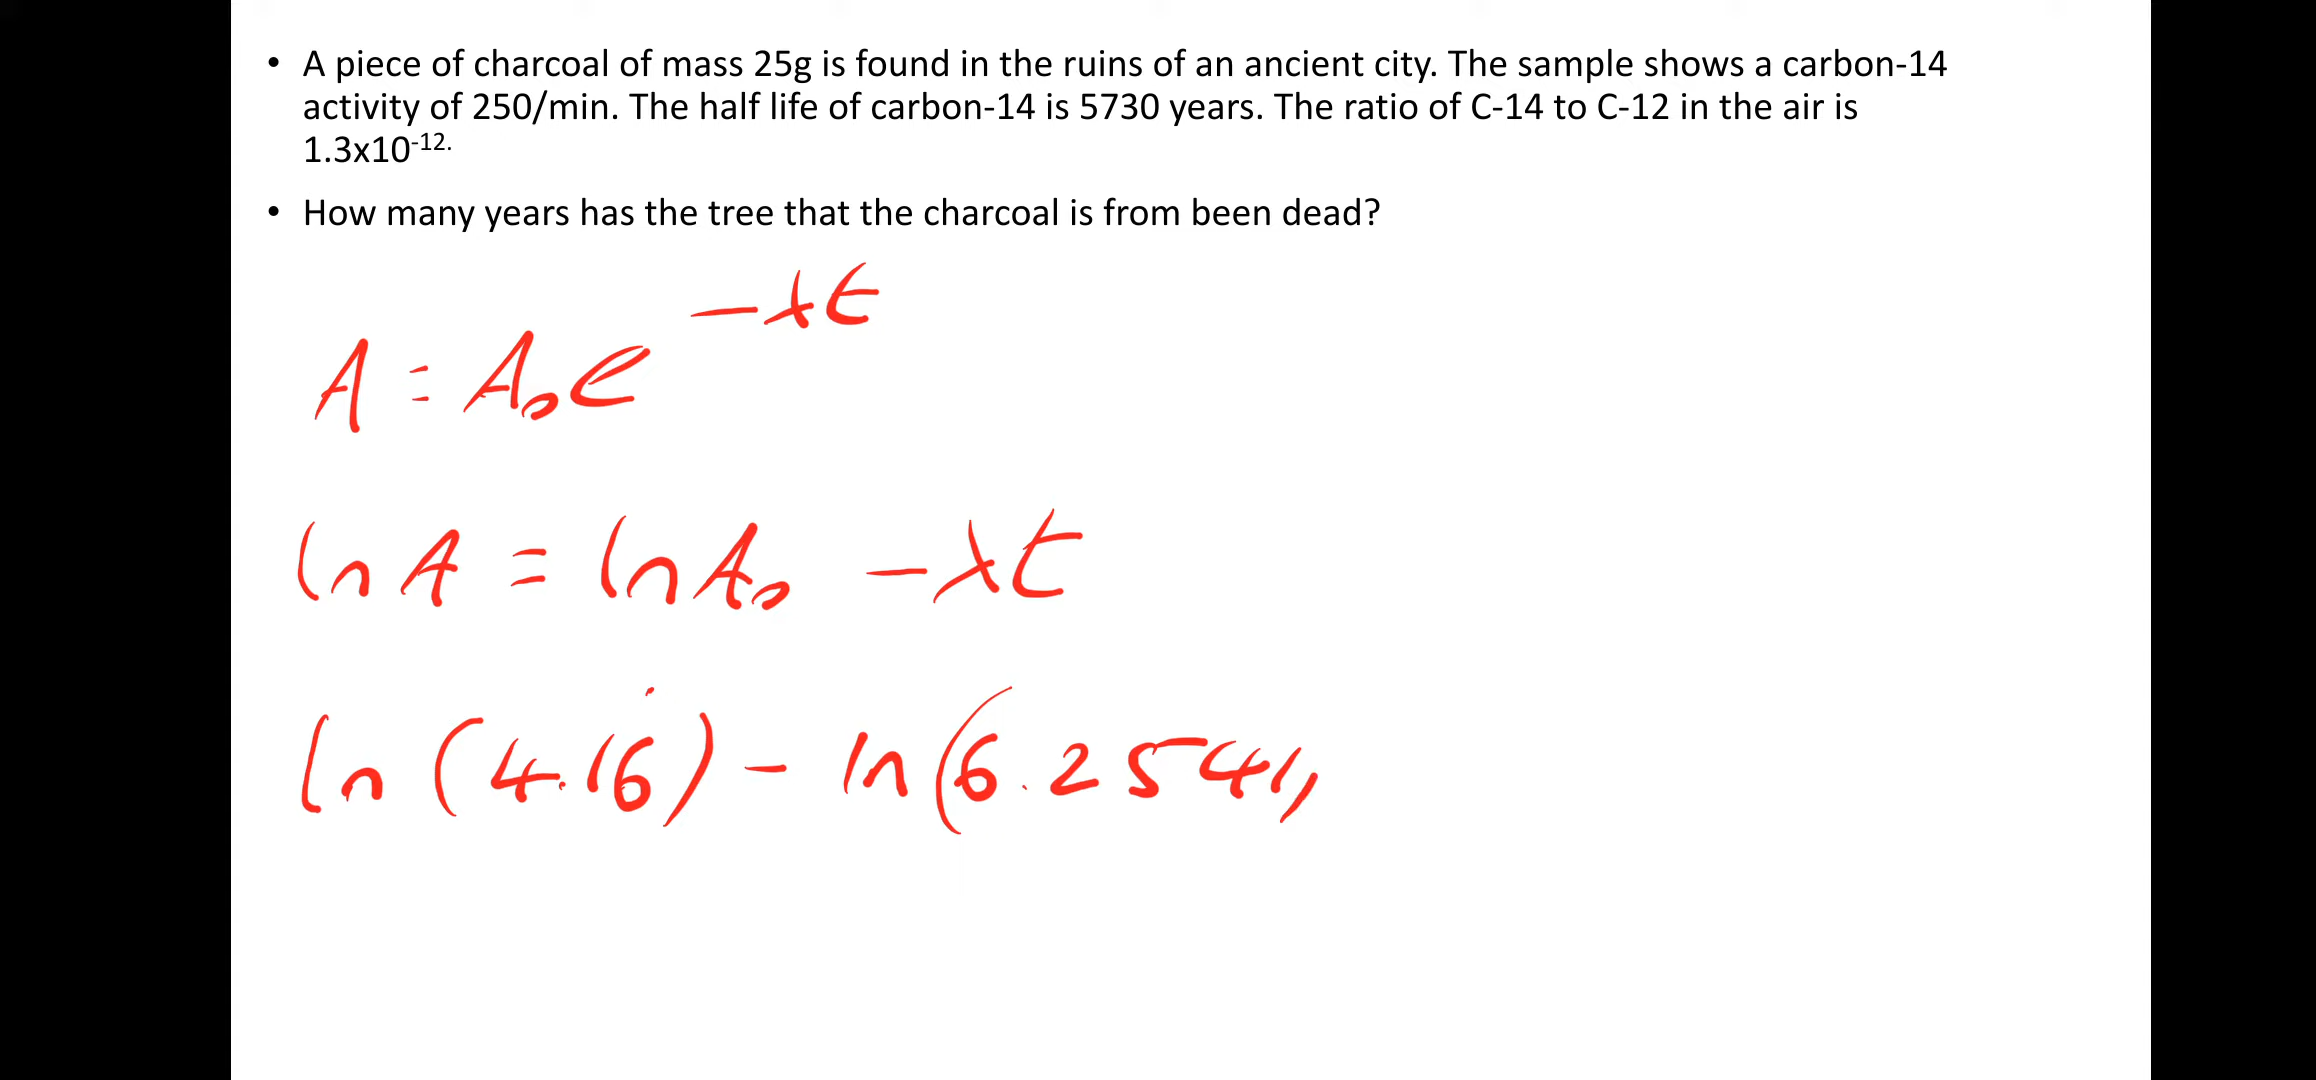 • A piece of charcoal of mass 25g is found in the ruins of an ancient city. The sample shows a carbon-14
activity of 250/min. The half life of carbon-14 is 5730 years. The ratio of C-14 to C-12 in the air is
1.3x10⁻¹²·
• How many years has the tree that the charcoal is from been dead?
A = A₀e^(-λt)
ln A = ln A₀ - λt
ln (4.16̇) - ln(6.2541,